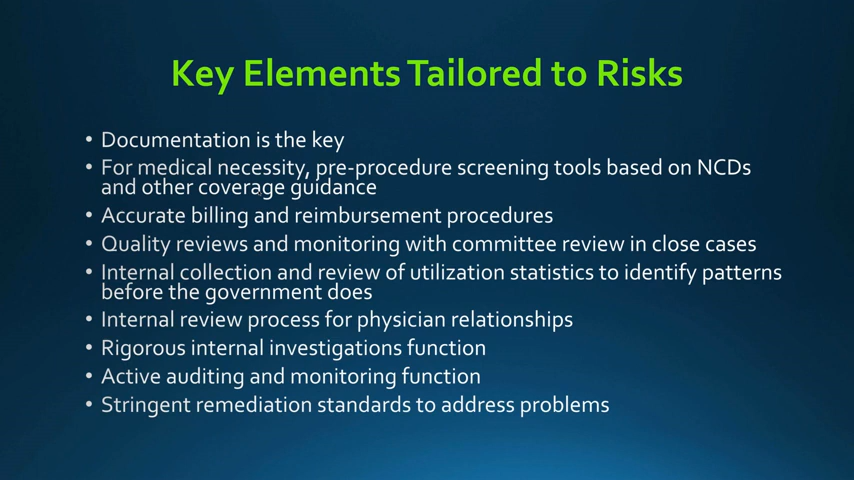 Key Elements Tailored to Risks
• Documentation is the key
• For medical necessity, pre-procedure screening tools based on NCDs
and other coverage guidance
• Accurate billing and reimbursement procedures
• Quality reviews and monitoring with committee review in close cases
• Internal collection and review of utilization statistics to identify patterns
before the government does
• Internal review process for physician relationships
• Rigorous internal investigations function
• Active auditing and monitoring function
• Stringent remediation standards to address problems